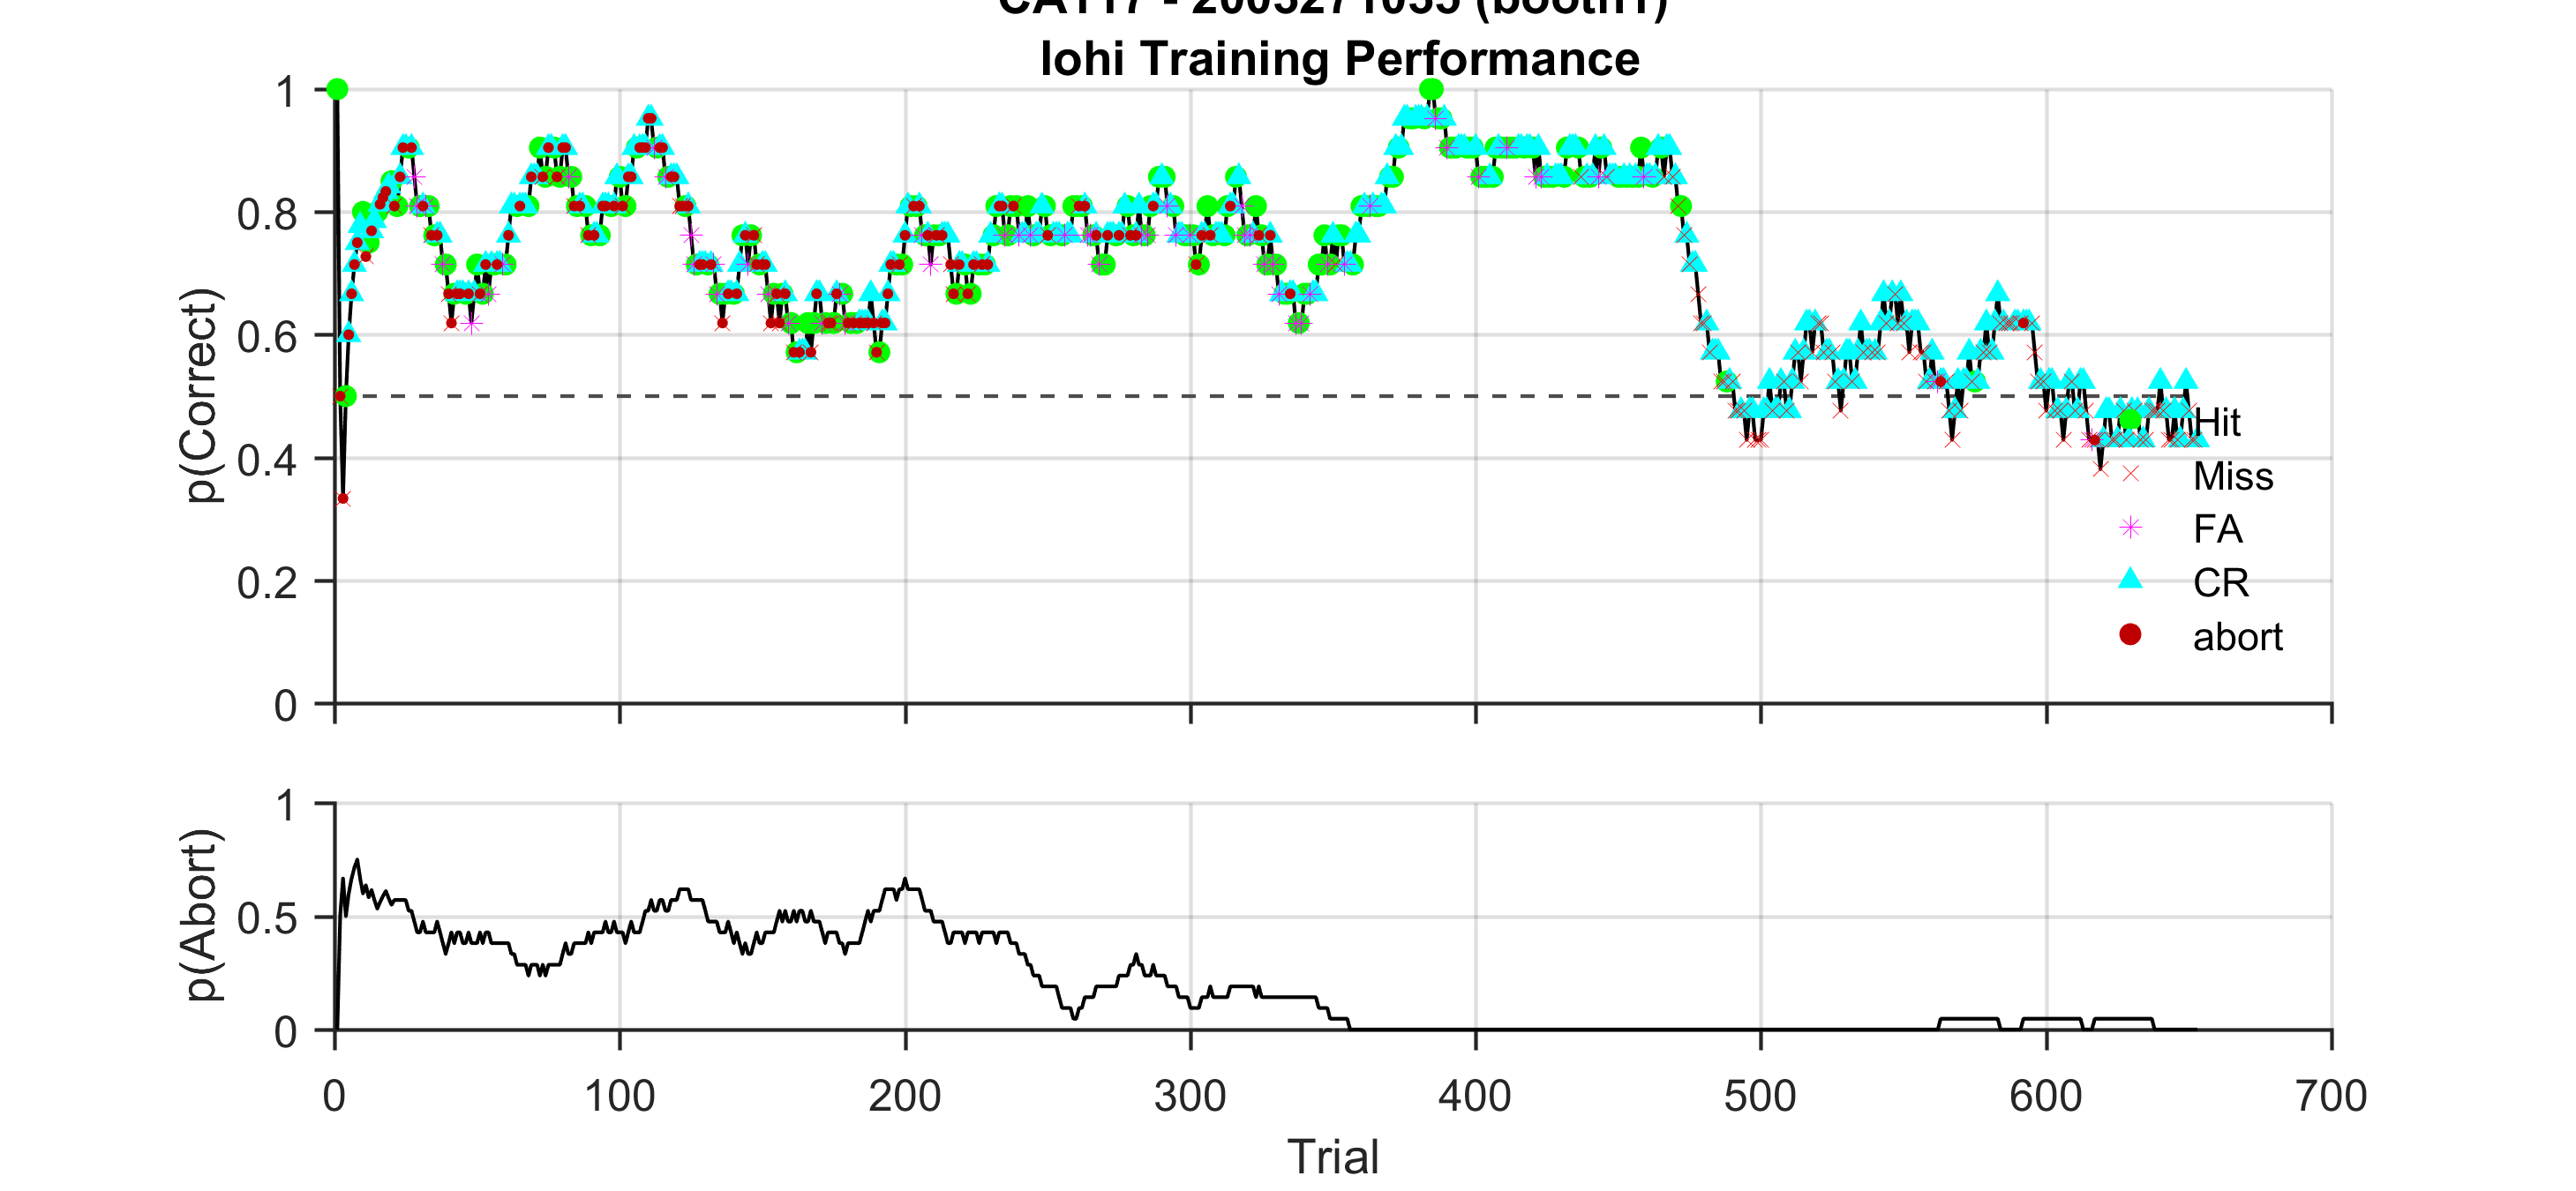 lohi Training Performance
1
0.8
0.6
0.4
0.2
0
p(Correct)
Hit
Miss
FA
CR
abort
1
0.5
0
p(Abort)
0 100 200 300 400 500 600 700
Trial